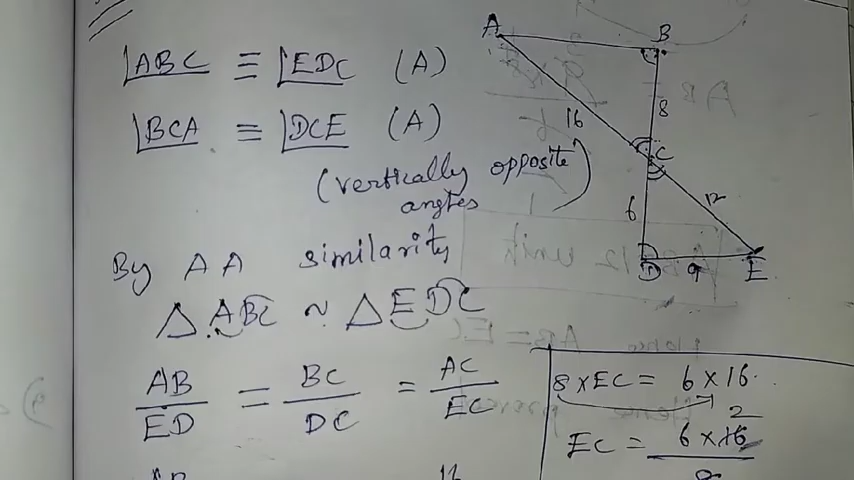 ∠ABC ≡ ∠EDC (A)
∠BCA ≡ ∠DCE (A)
(vertically opposite
angles)
By AA similarity
△ ABC ~ △ EDC
AB/ED = BC/DC = AC/EC
A
B
8
16
C
6
12
D
9
E
8 x EC = 6 x 16
2
EC = 6 x 16